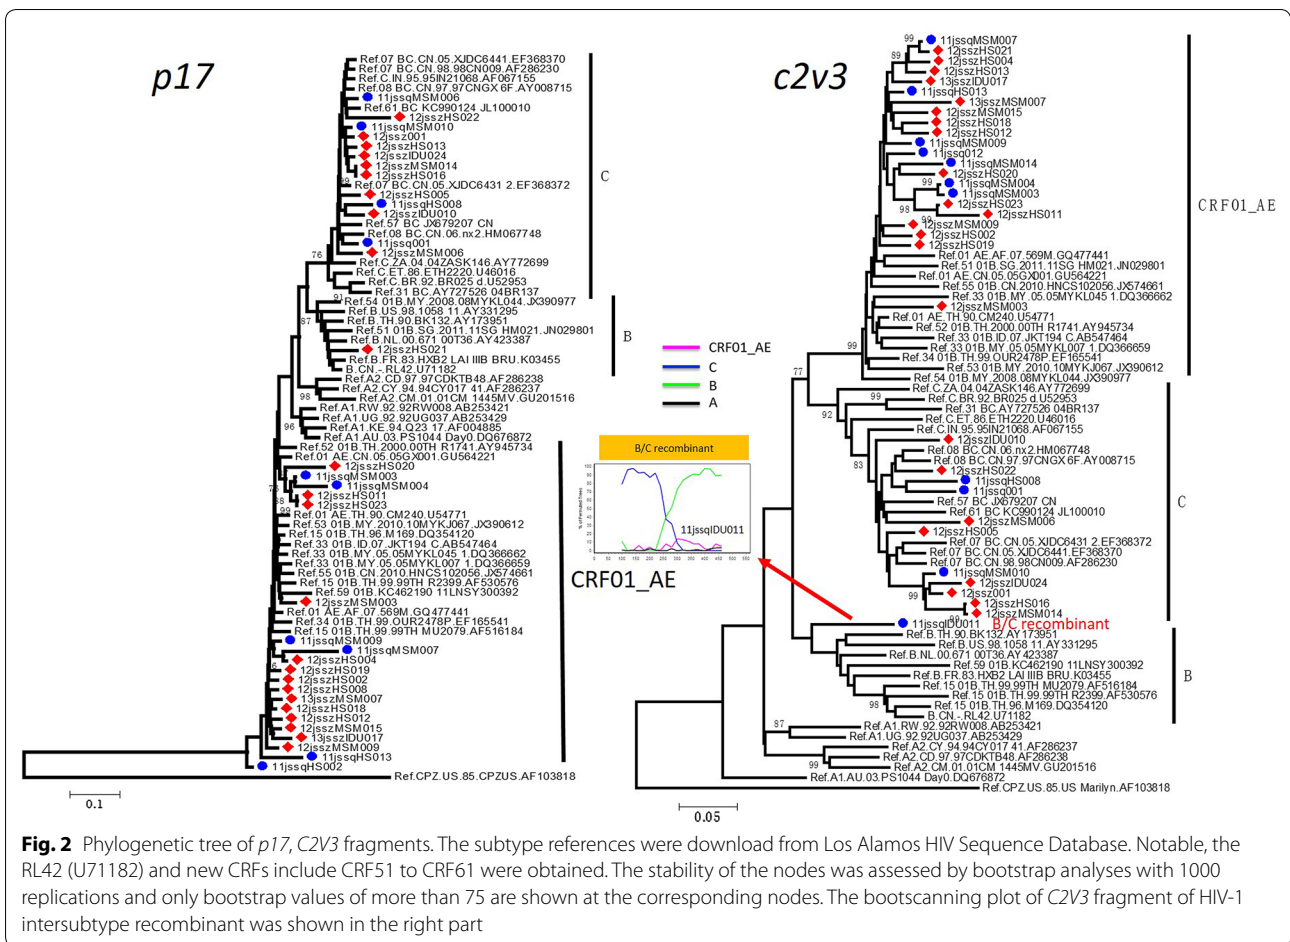 p17
Ref.07 BC.CN.05.XJDC6441.EF368370
Ref.07 BC.CN.98.98CN009.AF286230
Ref.C.IN.95.95IN21068.AF067155
Ref.08 BC.CN.97.97CNGX 6F.AY008715
11jssqMSM006
Ref.61 BC KC990124 JL100010
12jsszHS022
11jssqMSM010
12jssz001
12jsszHS013
12jsszIDU024
12jsszMSM014
12jsszHS016
Ref.07 BC.CN.05.XJDC6431 2.EF368372
12jsszHS005
11jssqHS008
12jsszIDU010
Ref.57 BC JX679207 CN
Ref.08 BC.CN.06.nx2.HM067748
11jssq001
12jsszMSM006
Ref.C.ZA.04.04ZASK146.AY772699
Ref.C.ET.86.ETH2220.U46016
Ref.C.BR.92.BR025 d.U52953
Ref.31 BC.AY727526 04BR137
Ref.54 01B.MY.2008.08MYKL044.JX390977
Ref.B.US.98.1058 11.AY331295
Ref.B.TH.90.BK132.AY173951
Ref.51 01B.SG.2011.11SG HM021.JN029801
Ref.B.NL.00.671 00T36.AY423387
12jsszHS021
Ref.B.FR.83.HXB2 LAI IIIB BRU.K03455
B.CN.-.RL42.U71182
Ref.A2.CD.97.97CDKTB48.AF286238
Ref.A2.CY.94.94CY017 41.AF286237
Ref.A2.CM.01.01CM 1445MV.GU201516
Ref.A1.RW.92.92RW008.AB253421
Ref.A1.UG.92.92UG037.AB253429
Ref.A1.KE.94.Q23 17.AF004885
Ref.A1.AU.03.PS1044 Day0.DQ676872
Ref.52 01B.TH.2000.00TH R1741.AY945734
Ref.01 AE.CN.05.05GX001.GU564221
12jsszHS020
11jssqMSM003
11jssqMSM004
12jsszHS011
12jsszHS023
Ref.01 AE.TH.90.CM240.U54771
Ref.53 01B.MY.2010.10MYKJ067.JX390612
Ref.15 01B.TH.96.M169.DQ354120
Ref.33 01B.ID.07.JKT194 C.AB547464
Ref.33 01B.MY.05.05MYKL045 1.DQ366662
Ref.33 01B.MY.05.05MYKL007 1.DQ366659
Ref.55 01B.CN.2010.HNCS102056.JX574661
Ref.15 01B.TH.99.99TH R2399.AF530576
Ref.59 01B.KC462190 11LNSY300392
12jsszMSM003
Ref.01 AE.AF.07.569M.GQ477441
Ref.34 01B.TH.99.OUR2478P.EF165541
Ref.15 01B.TH.99.99TH MU2079.AF516184
11jssqMSM009
11jssqMSM007
12jsszHS004
12jsszHS019
12jsszHS002
12jsszHS008
13jsszMSM007
12jsszHS018
12jsszHS012
12jsszMSM015
13jsszIDU017
12jsszMSM009
11jssqHS013
11jssqHS002
Ref.CPZ.US.85.CPZUS.AF103818
76
91
87
98
96
99
C
B
CRF01_AE
0.1
CRF01_AE
C
B
A
B/C recombinant
% of Permuted Trees
11jssqIDU011
c2v3
11jssqMSM007
12jsszHS021
12jsszHS004
12jsszHS013
13jsszIDU017
11jssqHS013
13jsszMSM007
12jsszMSM015
12jsszHS018
12jsszHS012
11jssqMSM009
11jssq012
11jssqMSM014
12jsszHS020
11jssqMSM004
11jssqMSM003
12jsszHS023
12jsszHS011
12jsszMSM009
12jsszHS002
12jsszHS019
Ref.01 AE.AF.07.569M.GQ477441
Ref.51 01B.SG.2011.11SG HM021.JN029801
Ref.01 AE.CN.05.05GX001.GU564221
Ref.55 01B.CN.2010.HNCS102056.JX574661
Ref.33 01B.MY.05.05MYKL045 1.DQ366662
12jsszMSM003
Ref.01 AE.TH.90.CM240.U54771
Ref.52 01B.TH.2000.00TH R1741.AY945734
Ref.33 01B.ID.07.JKT194 C.AB547464
Ref.33 01B.MY.05.05MYKL007 1.DQ366659
Ref.34 01B.TH.99.OUR2478P.EF165541
Ref.53 01B.MY.2010.10MYKJ067.JX390612
Ref.54 01B.MY.2008.08MYKL044.JX390977
Ref.C.ZA.04.04ZASK146.AY772699
Ref.C.BR.92.BR025 d.U52953
Ref.31 BC.AY727526 04BR137
Ref.C.ET.86.ETH2220.U46016
Ref.C.IN.95.95IN21068.AF067155
12jsszIDU010
Ref.08 BC.CN.06.nx2.HM067748
Ref.08 BC.CN.97.97CNGX 6F.AY008715
12jsszHS022
11jssqHS008
11jssq001
Ref.57 BC JX679207 CN
Ref.61 BC KC990124 JL100010
12jsszMSM006
12jsszHS005
Ref.07 BC.CN.05.XJDC6431 2.EF368372
Ref.07 BC.CN.05.XJDC6441.EF368370
Ref.07 BC.CN.98.98CN009.AF286230
11jssqMSM010
12jsszIDU024
12jssz001
12jsszHS016
12jsszMSM014
11jssqIDU011 B/C recombinant
Ref.B.TH.90.BK132.AY173951
Ref.B.US.98.1058 11.AY331295
Ref.B.NL.00.671 00T36.AY423387
Ref.59 01B.KC462190 11LNSY300392
Ref.B.FR.83.HXB2 LAI IIIB BRU.K03455
Ref.15 01B.TH.99.99TH MU2079.AF516184
Ref.15 01B.TH.99.99TH R2399.AF530576
Ref.15 01B.TH.96.M169.DQ354120
B.CN.-.RL42.U71182
Ref.A1.RW.92.92RW008.AB253421
Ref.A1.UG.92.92UG037.AB253429
Ref.A2.CY.94.94CY017 41.AF286237
Ref.A2.CD.97.97CDKTB48.AF286238
Ref.A2.CM.01.01CM 1445MV.GU201516
Ref.A1.AU.03.PS1044 Day0.DQ676872
Ref.CPZ.US.85.US Marilyn.AF103818
99
89
99
98
99
99
77
99
92
83
99
98
87
99
CRF01_AE
C
B
0.05
Fig. 2 Phylogenetic tree of p17, C2V3 fragments. The subtype references were download from Los Alamos HIV Sequence Database. Notable, the
RL42 (U71182) and new CRFs include CRF51 to CRF61 were obtained. The stability of the nodes was assessed by bootstrap analyses with 1000
replications and only bootstrap values of more than 75 are shown at the corresponding nodes. The bootscanning plot of C2V3 fragment of HIV-1
intersubtype recombinant was shown in the right part